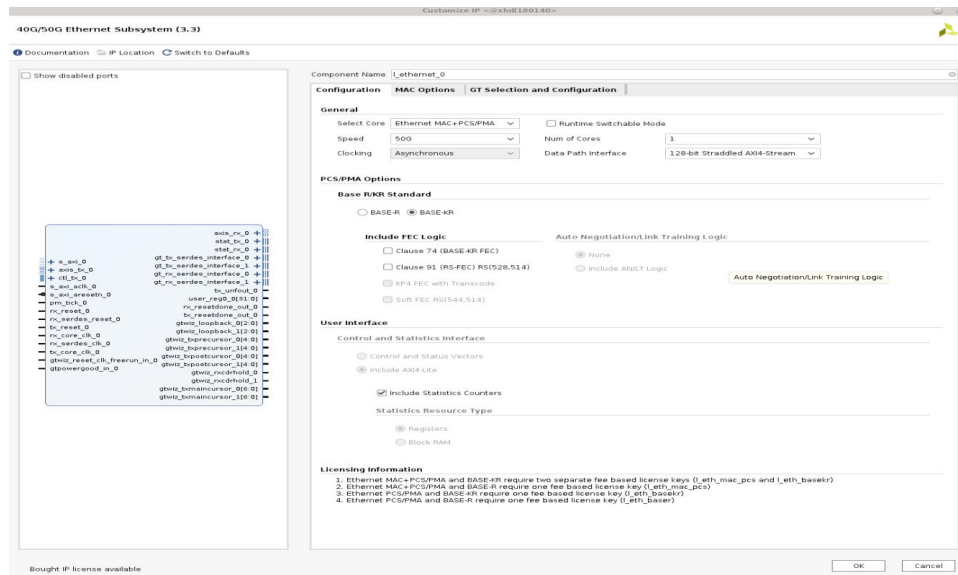 Customize IP <@xhdl180140>
40G/50G Ethernet Subsystem (3.3)
Documentation IP Location Switch to Defaults
Show disabled ports
Component Name l_ethernet_0
Configuration MAC Options GT Selection and Configuration
General
Select Core Ethernet MAC+PCS/PMA Runtime Switchable Mode
Speed 50G Num of Cores 1
Clocking Asynchronous Data Path Interface 128-bit Straddled AXI4-Stream
PCS/PMA Options
Base R/KR Standard
BASE-R BASE-KR
Include FEC Logic Auto Negotiation/Link Training Logic
Clause 74 (BASE-KR FEC) None
Clause 91 (RS-FEC) RS(528,514) Include AN/LT Logic
Auto Negotiation/Link Training Logic
KP4 FEC with Transcode
Soft FEC RS(544,514)
User Interface
Control and Statistics Interface
Control and Status Vectors
Include AXI4-Lite
Include Statistics Counters
Statistics Resource Type
Registers
Block RAM
Licensing Information
1. Ethernet MAC+PCS/PMA and BASE-KR require two separate fee based license keys (l_eth_mac_pcs and l_eth_basekr)
2. Ethernet MAC+PCS/PMA and BASE-R require one fee based license key (l_eth_mac_pcs)
3. Ethernet PCS/PMA and BASE-KR require one fee based license key (l_eth_basekr)
4. Ethernet PCS/PMA and BASE-R require one fee based license key (l_eth_baser)
s_axi_0
axis_tx_0
ctl_tx_0
s_axi_aclk_0
s_axi_aresetn_0
pm_tick_0
rx_reset_0
rx_serdes_reset_0
tx_reset_0
rx_core_clk_0
rx_serdes_clk_0
tx_core_clk_0
gtwiz_reset_clk_freerun_in_0
gtpowergood_in_0
axis_rx_0
stat_tx_0
stat_rx_0
gt_tx_serdes_interface_0
gt_tx_serdes_interface_1
gt_rx_serdes_interface_0
gt_rx_serdes_interface_1
tx_unfout_0
user_reg0_0[31:0]
rx_resetdone_out_0
tx_resetdone_out_0
gtwiz_loopback_0[2:0]
gtwiz_loopback_1[2:0]
gtwiz_txprecursor_0[4:0]
gtwiz_txprecursor_1[4:0]
gtwiz_txpostcursor_0[4:0]
gtwiz_txpostcursor_1[4:0]
gtwiz_rxcdrhold_0
gtwiz_rxcdrhold_1
gtwiz_txmaincursor_0[6:0]
gtwiz_txmaincursor_1[6:0]
Bought IP license available
OK Cancel